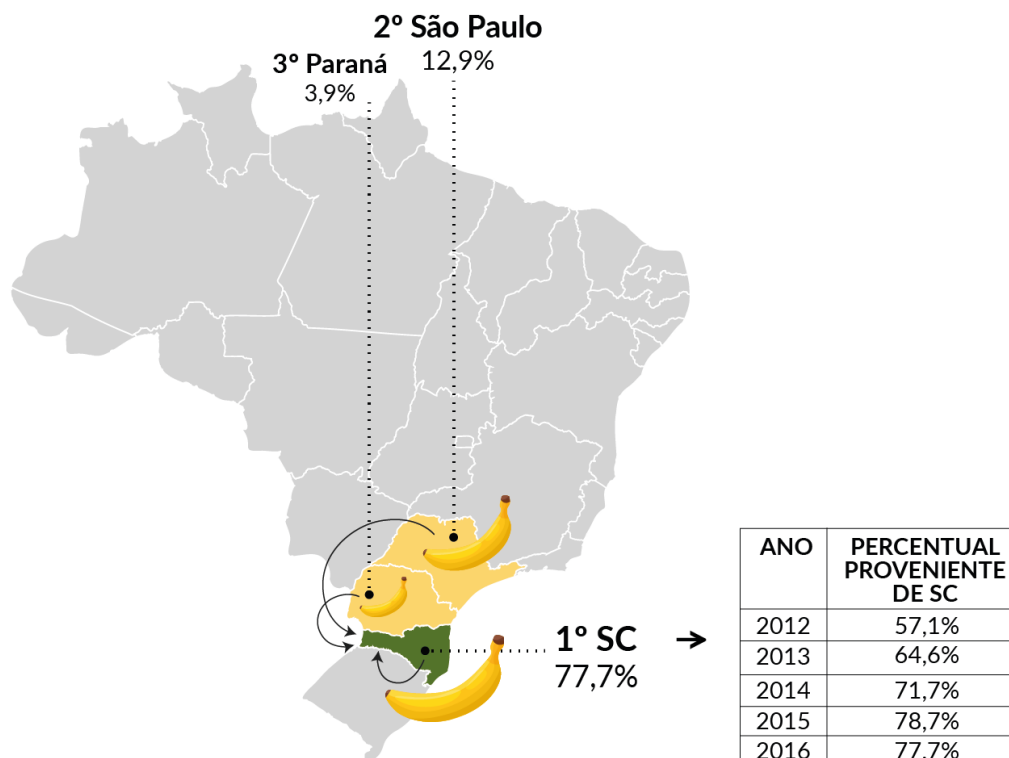 2º São Paulo
12,9%
3º Paraná
3,9%
1º SC
77,7%
ANO PERCENTUAL
PROVENIENTE
DE SC
2012 57,1%
2013 64,6%
2014 71,7%
2015 78,7%
2016 77,7%